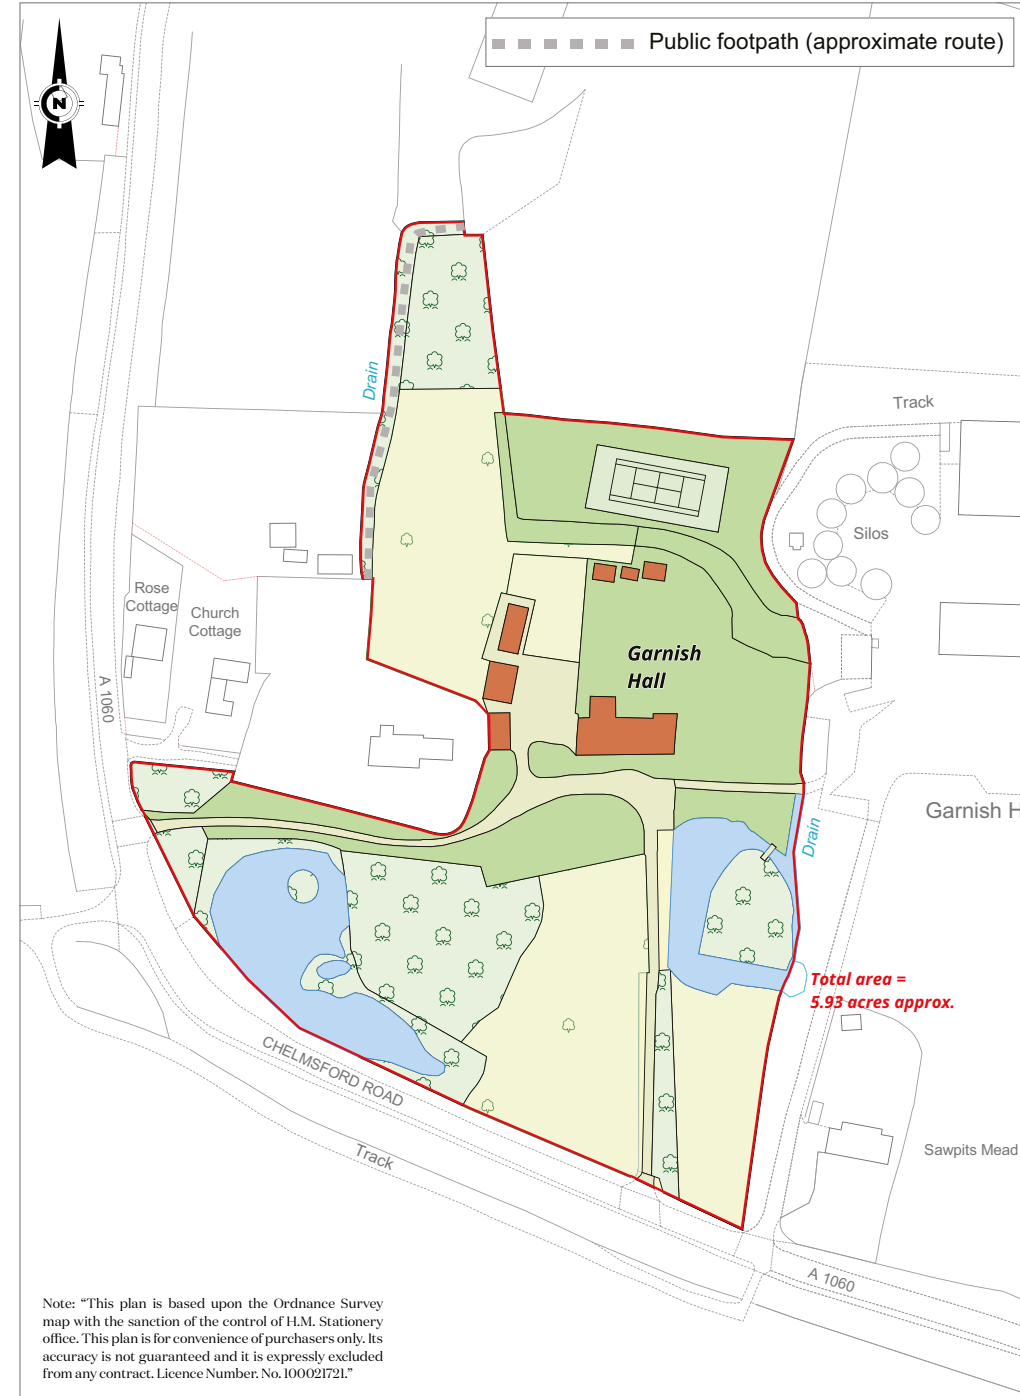 Public footpath (approximate route)
N
Drain
Track
Silos
Rose
Cottage
Church
Cottage
Garnish
Hall
A 1060
Garnish H
Drain
Total area =
5.93 acres approx.
CHELMSFORD ROAD
Track
Sawpits Mead
A 1060
Note: “This plan is based upon the Ordnance Survey
map with the sanction of the control of H.M. Stationery
office. This plan is for convenience of purchasers only. Its
accuracy is not guaranteed and it is expressly excluded
from any contract. Licence Number. No. 100021721.”